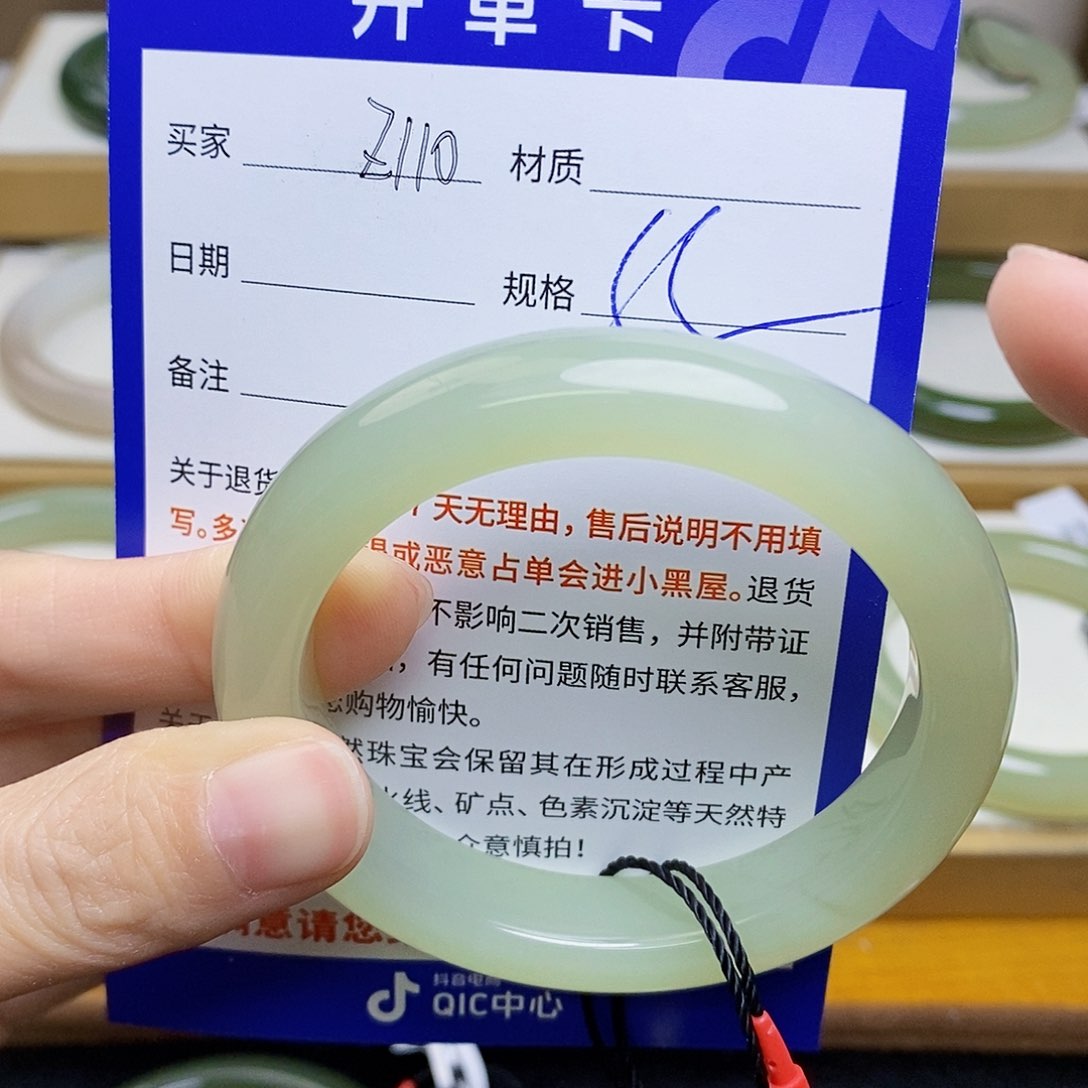 开单卡
买家 Z110 材质
日期 规格
备注
关于退货
天无理由，售后说明不用填
写。多
或恶意占单会进小黑屋。退货
不影响二次销售，并附带证
，有任何问题随时联系客服，
购物愉快。
然珠宝会保留其在形成过程中产
水线、矿点、色素沉淀等天然特
意慎拍！
意请您
抖音电商
QIC中心